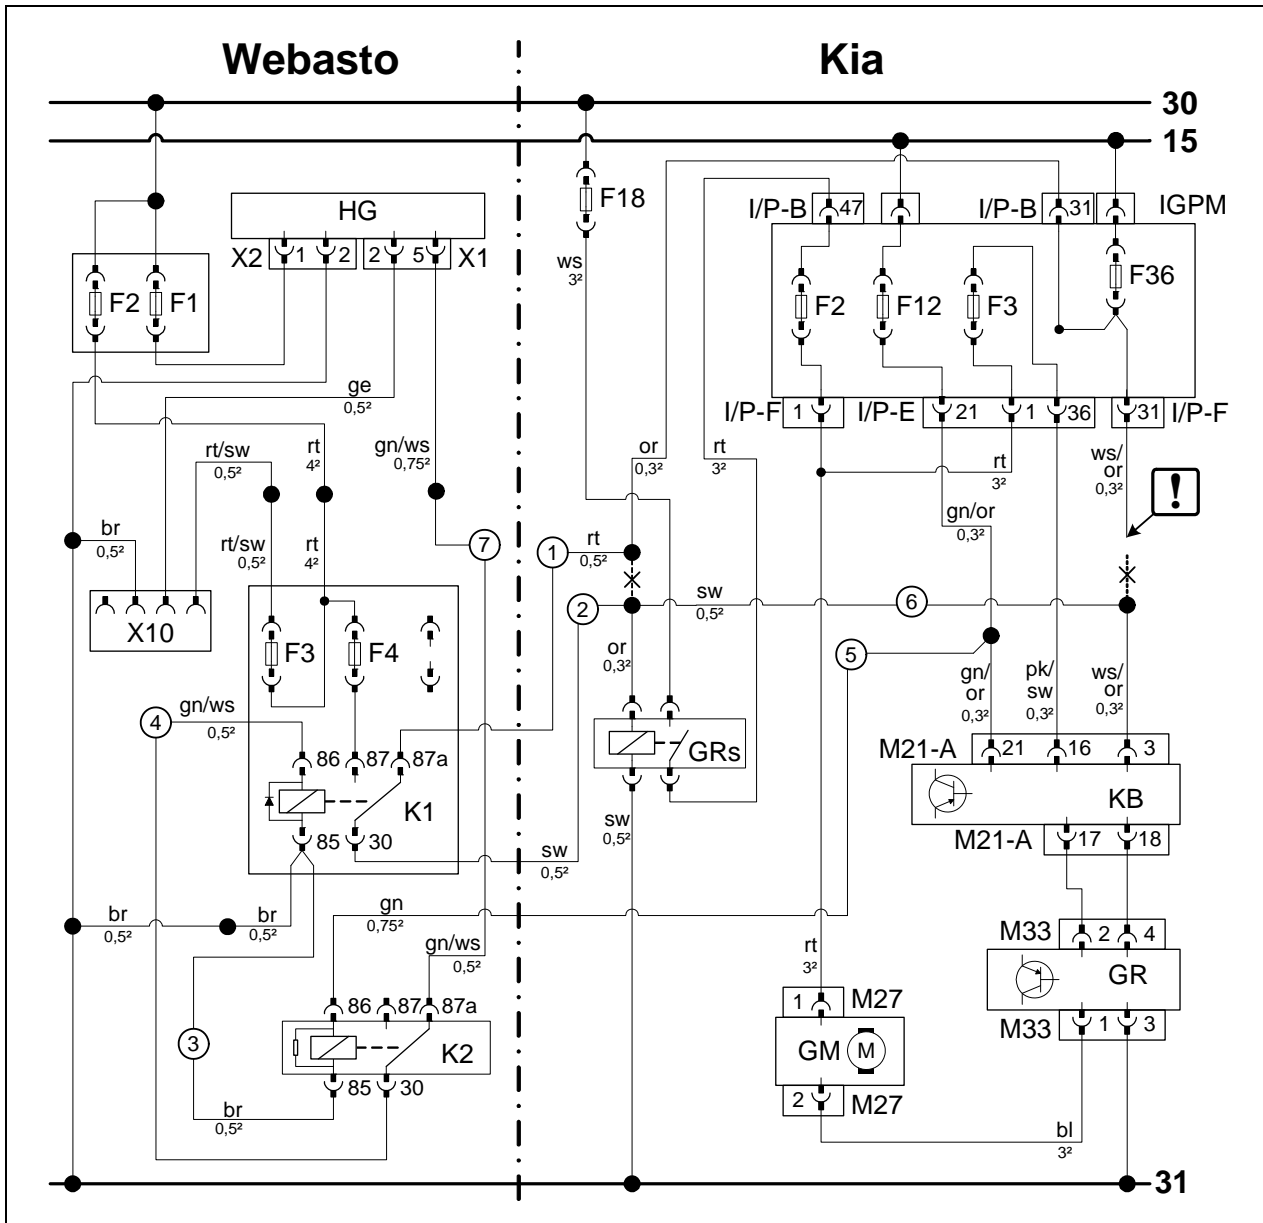 Webasto
Kia
30
15
HG
X2 1 2 2 5 X1
F18
ws
3²
I/P-B 47
I/P-B 31 IGPM
F2 F1
F2 F12 F3 F36
ge
0,5²
I/P-F 1 I/P-E 21 1 36 31 I/P-F
rt/sw
0,5²
rt
4²
gn/ws
0,75²
or
0,3²
rt
3²
rt
3²
ws/
or
0,3²
!
gn/or
0,3²
br
0,5²
rt/sw
0,5²
rt
4²
7
1
rt
0,5²
2
sw
0,5²
6
X10
F3 F4
or
0,3²
5
gn/
or
0,3²
pk/
sw
0,3²
ws/
or
0,3²
4
gn/ws
0,5²
86 87 87a
K1
85 30
GRs
M21-A 21 16 3
KB
M21-A 17 18
sw
0,5²
sw
0,5²
br
0,5²
br
0,5²
gn
0,75²
gn/ws
0,5²
rt
3²
M33 2 4
GR
M33 1 3
3
86 87 87a
K2
85 30
1 M27
GM M
2 M27
br
0,5²
bl
3²
31